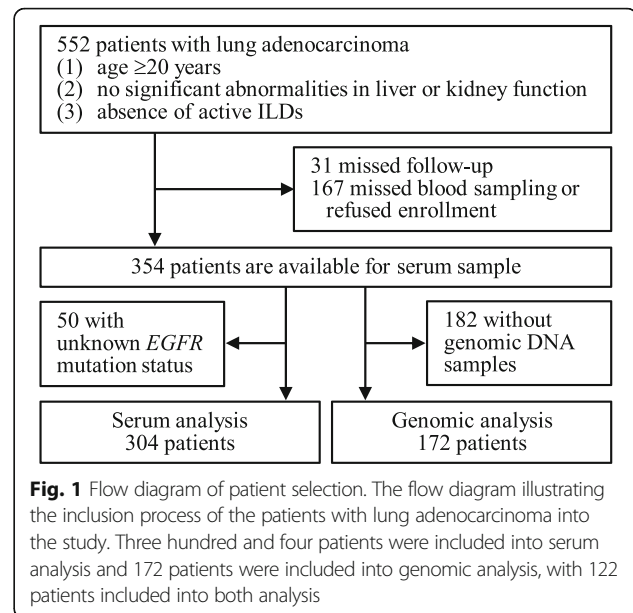 552 patients with lung adenocarcinoma
(1) age ≥20 years
(2) no significant abnormalities in liver or kidney function
(3) absence of active ILDs
31 missed follow-up
167 missed blood sampling or
refused enrollment
354 patients are available for serum sample
50 with
unknown EGFR
mutation status
182 without
genomic DNA
samples
Serum analysis
304 patients
Genomic analysis
172 patients
Fig. 1 Flow diagram of patient selection. The flow diagram illustrating
the inclusion process of the patients with lung adenocarcinoma into
the study. Three hundred and four patients were included into serum
analysis and 172 patients were included into genomic analysis, with 122
patients included into both analysis